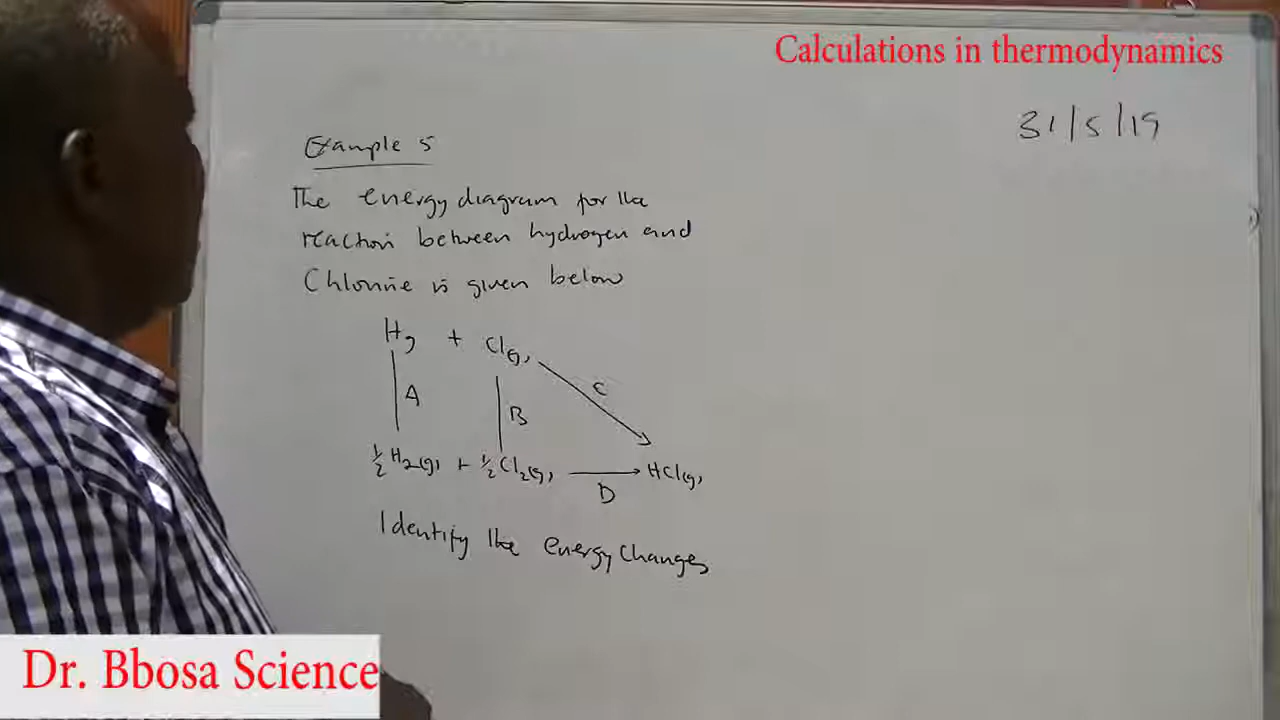 Calculations in thermodynamics
31/5/19
Example 5
The energy diagram for the
reaction between hydrogen and
Chlorine is given below
Hg + Cl(g)
A B C
½H2(g) + ½Cl2(g) → HCl(g)
D
Identify the energy changes
Dr. Bbosa Science